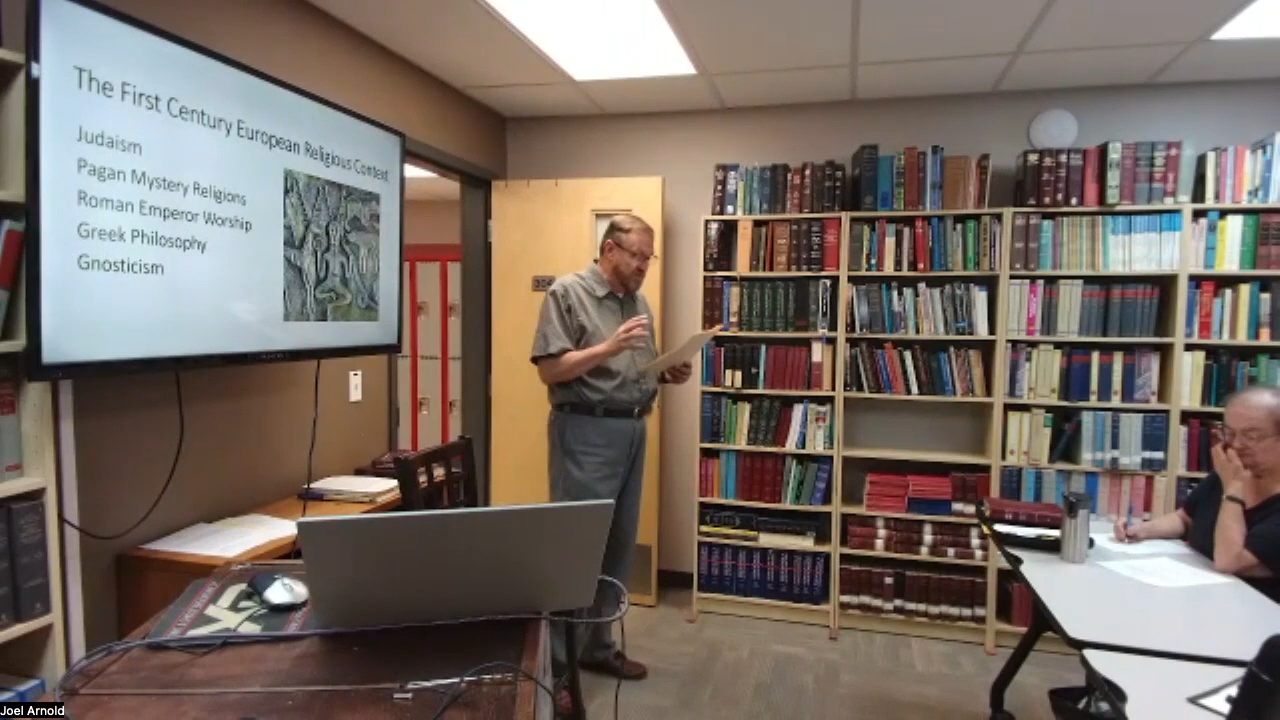 The First Century European Religious Context
Judaism
Pagan Mystery Religions
Roman Emperor Worship
Greek Philosophy
Gnosticism
Joel Arnold